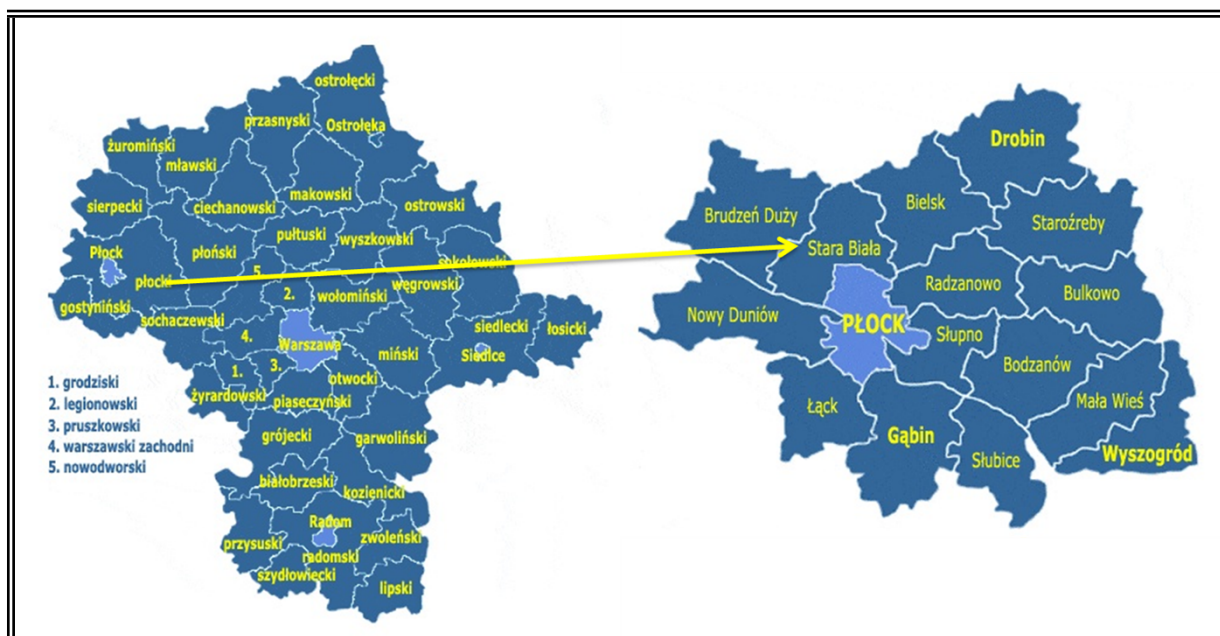 ostrołęcki
przasnyski
Ostrołęka
żuromiński
mławski
makowski
sierpecki
ciechanowski
ostrowski
pułtuski
wyszkowski
Płock
płoński
sokołowski
płocki
5.
węgrowski
gostyniński
2.
wołomiński
sochaczewski
siedlecki
łosicki
4.
Warszawa
miński
Siedlce
3.
1.
otwocki
żyrardowski
piaseczyński
1. grodziski
2. legionowski
3. pruszkowski
4. warszawski zachodni
5. nowodworski
grójecki
garwoliński
białobrzeski
kozienicki
Radom
przysuski
zwoleński
radomski
szydłowiecki
lipski
Drobin
Bielsk
Brudzeń Duży
Staroźreby
Stara Biała
Radzanowo
Bulkowo
Nowy Duniów
PŁOCK
Słupno
Bodzanów
Łąck
Mała Wieś
Gąbin
Słubice
Wyszogród